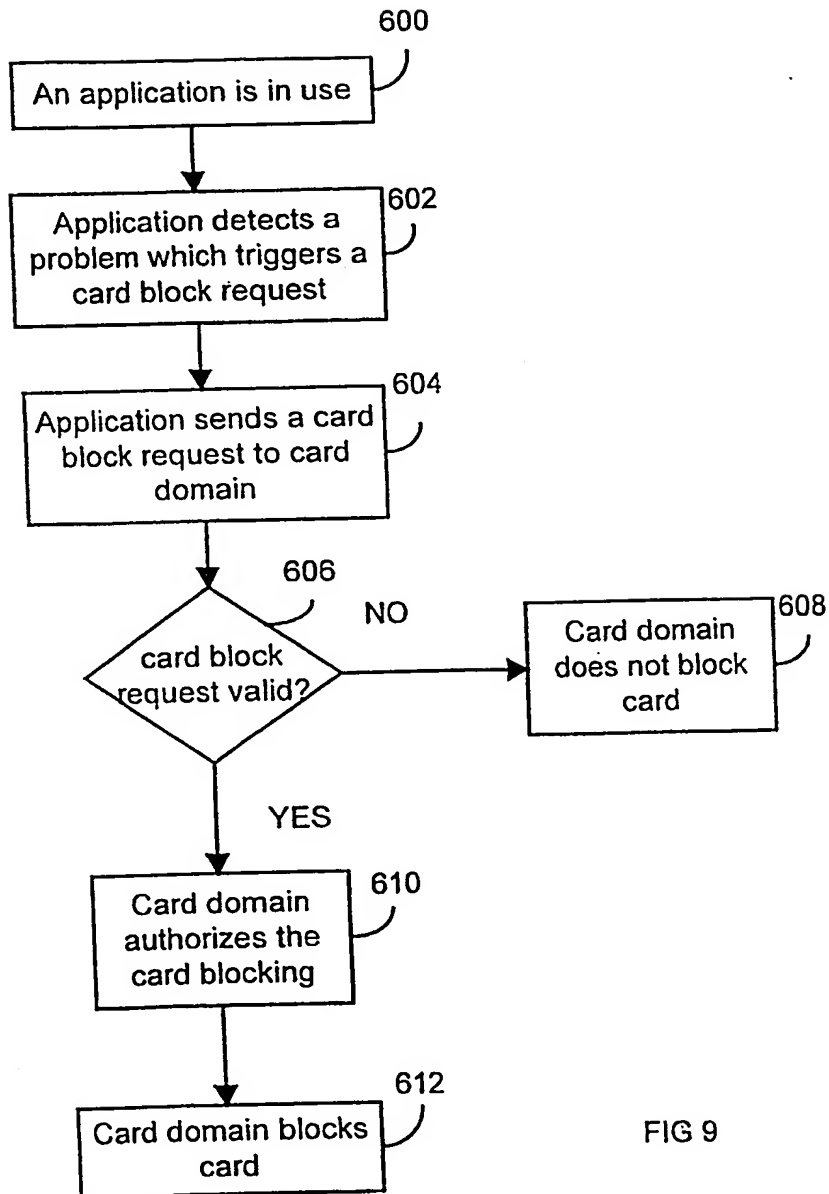 600
An application is in use
602
Application detects a
problem which triggers a
card block request
604
Application sends a card
block request to card
domain
606
card block
request valid?
NO
608
Card domain
does not block
card
YES
610
Card domain
authorizes the
card blocking
612
Card domain blocks
card
FIG 9